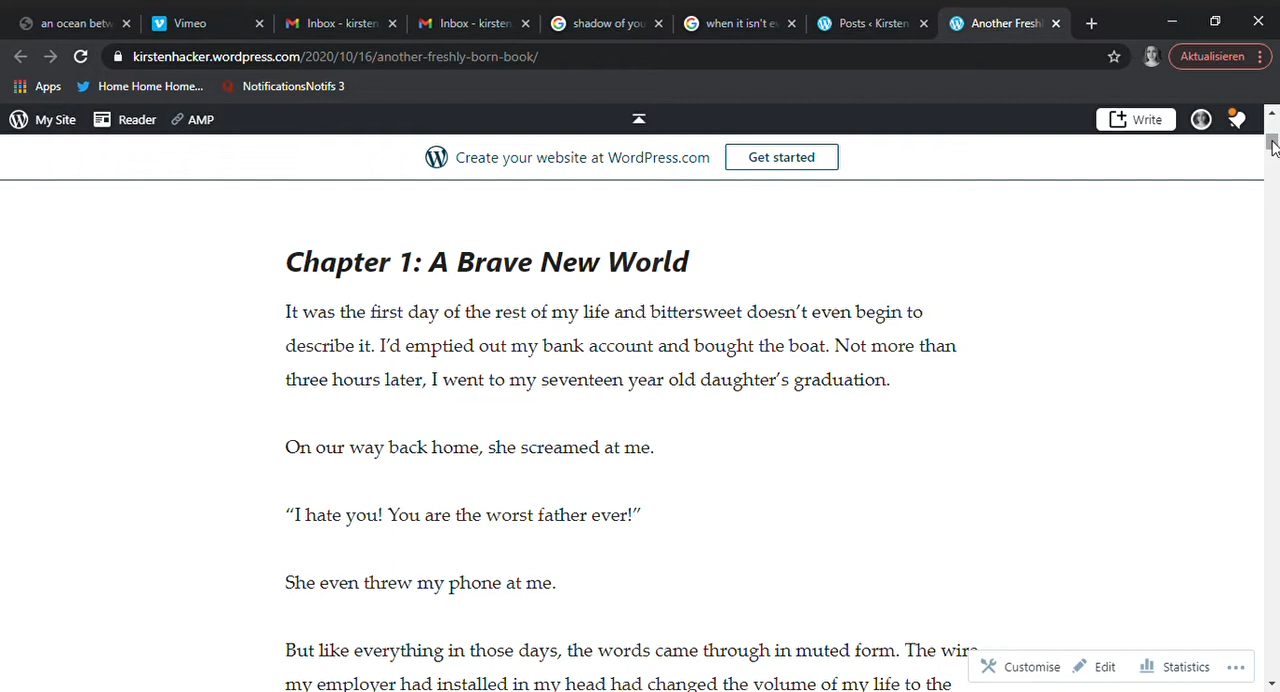 an ocean betw
Vimeo
Inbox - kirsten
Inbox - kirsten
shadow of you
when it isn't e
Posts ‹ Kirsten
Another Fresh
kirstenhacker.wordpress.com/2020/10/16/another-freshly-born-book/
Aktualisieren
Apps
Home Home Home...
NotificationsNotifs 3
My Site
Reader
AMP
Write
Create your website at WordPress.com
Get started
Chapter 1: A Brave New World
It was the first day of the rest of my life and bittersweet doesn’t even begin to
describe it. I’d emptied out my bank account and bought the boat. Not more than
three hours later, I went to my seventeen year old daughter’s graduation.
On our way back home, she screamed at me.
“I hate you! You are the worst father ever!”
She even threw my phone at me.
But like everything in those days, the words came through in muted form. The wire
my employer had installed in my head had changed the volume of my life to the
Customise
Edit
Statistics